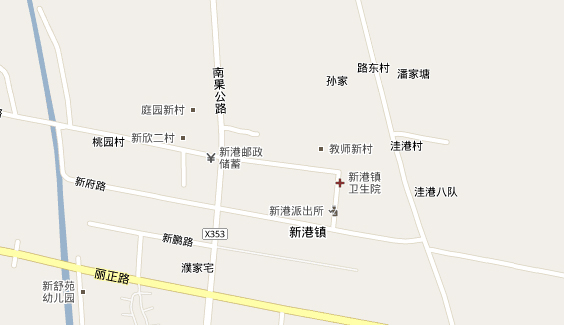 路东村
潘家塘
孙家
南果公路
庭园新村
桃园村
新欣二村
新港邮政
储蓄
教师新村
洼港村
新港镇
卫生院
新府路
洼港八队
新港派出所
新港镇
X353
新鹏路
濮家宅
丽正路
新舒苑
幼儿园